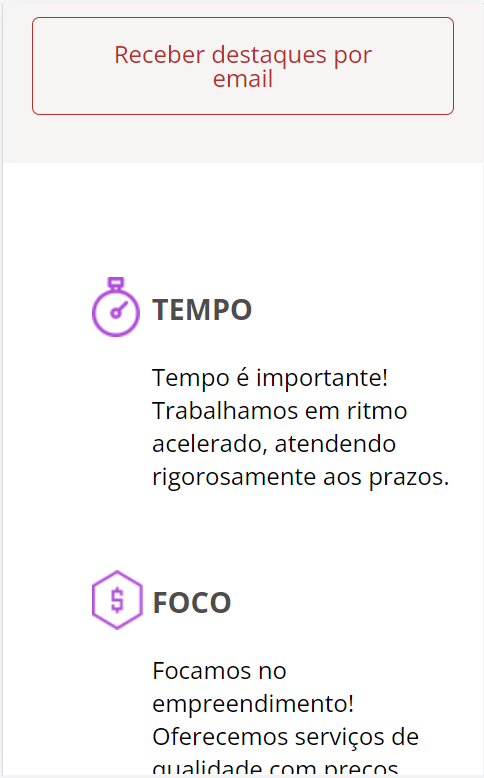 Receber destaques por
email
TEMPO
Tempo é importante!
Trabalhamos em ritmo
acelerado, atendendo
rigorosamente aos prazos.
$
FOCO
Focamos no
empreendimento!
Oferecemos serviços de
qualidade com preços